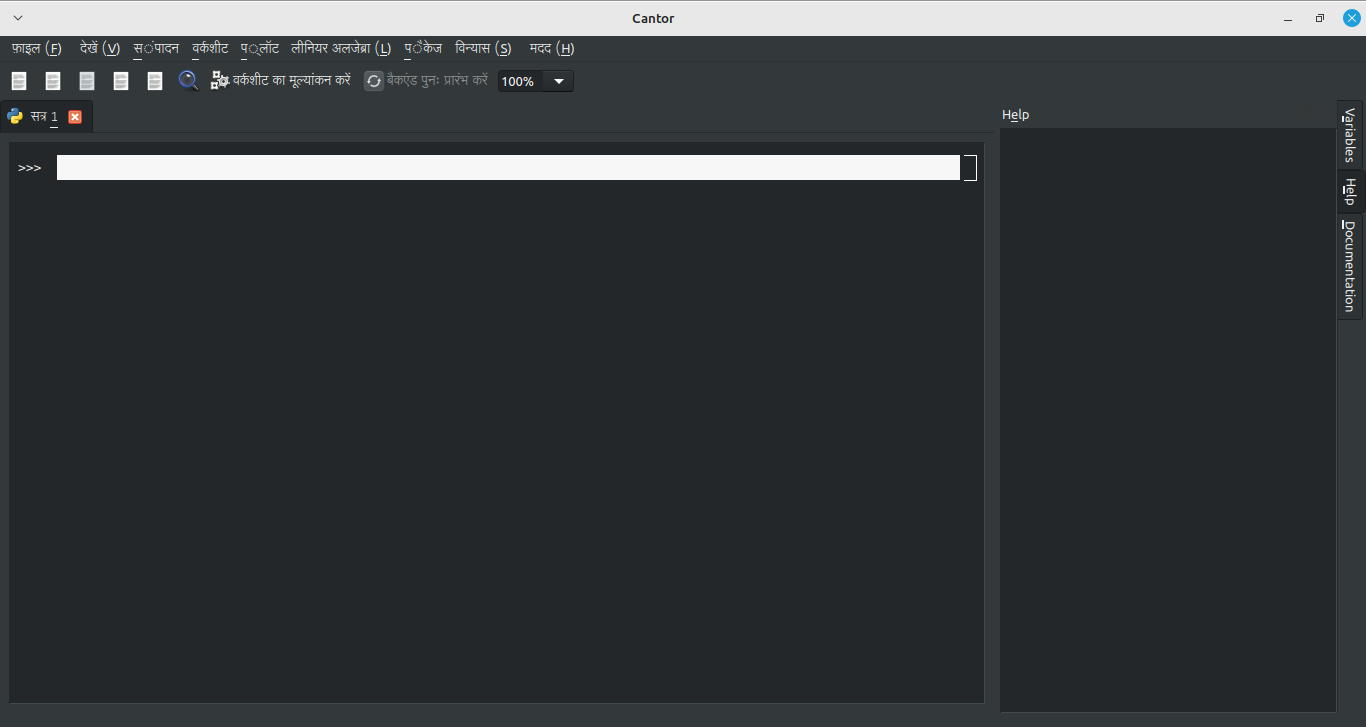 Cantor
फ़ाइल (F) देखें (V) स॒ंपादन वर्कशीट प्॒लॉट लीनियर अलजेब्रा (L) प॒ैकेज विन्यास (S) मदद (H)
वर्कशीट का मूल्यांकन करें बैकएंड पुनः प्रारंभ करें 100%
सत्र 1
Help
>>>
Variables
Help
Documentation